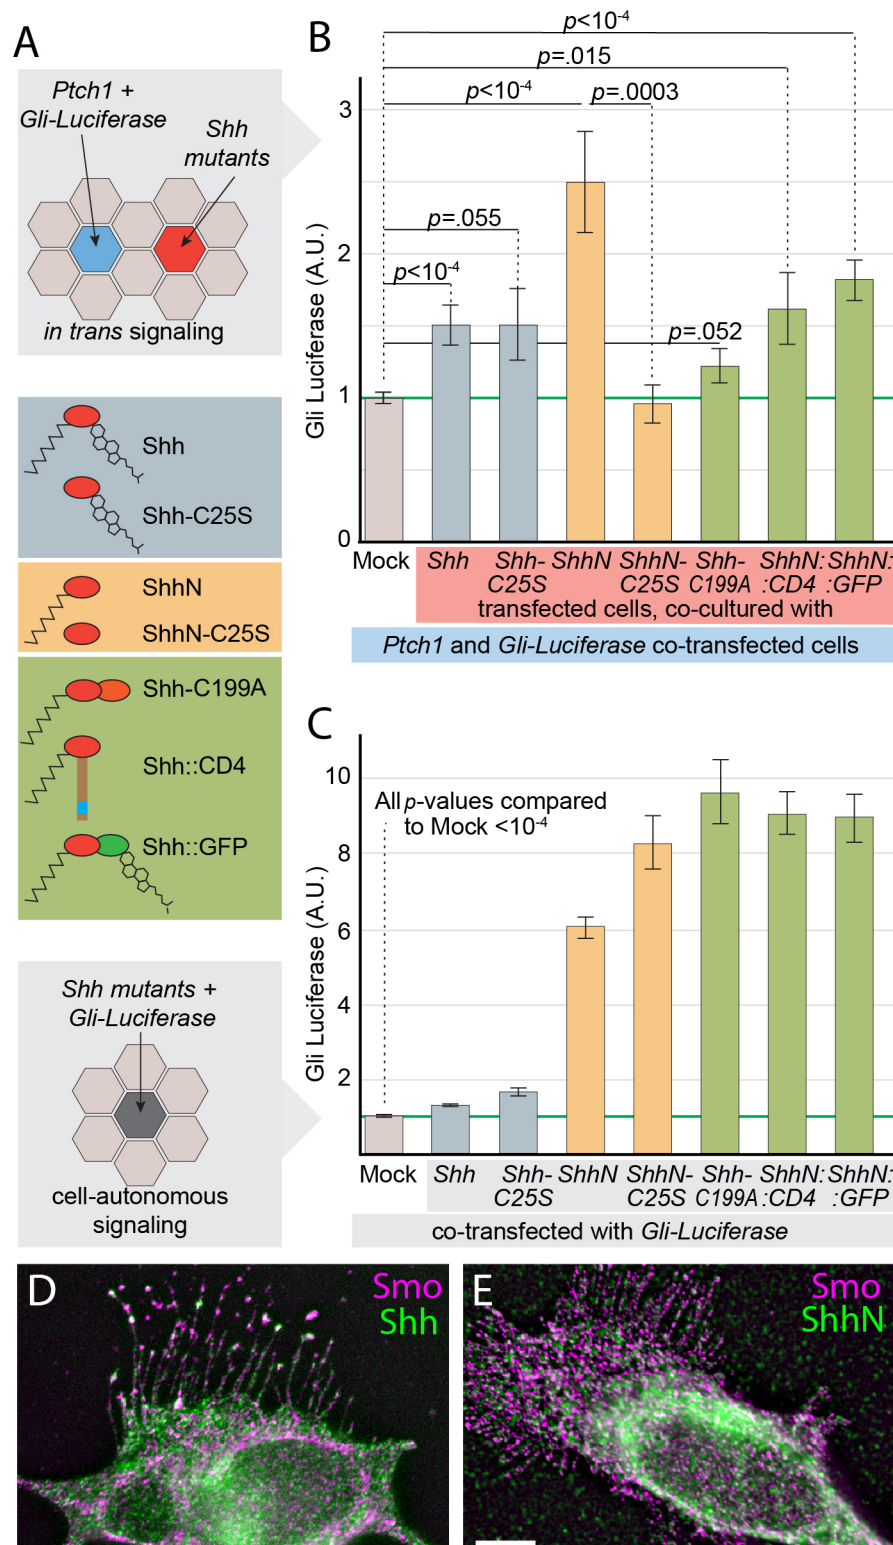 A
Ptch1 +
Gli-Luciferase
Shh
mutants
in trans signaling
Shh
Shh-C25S
ShhN
ShhN-C25S
Shh-C199A
Shh::CD4
Shh::GFP
Shh mutants +
Gli-Luciferase
cell-autonomous
signaling
B
p<10-4
p=.015
p<10-4
p=.0003
p=.055
p<10-4
p=.052
Gli Luciferase (A.U.)
3
2
1
0
Mock
Shh
Shh-
C25S
ShhN
ShhN-
C25S
Shh-
C199A
ShhN:
:CD4
ShhN:
:GFP
transfected cells, co-cultured with
Ptch1 and Gli-Luciferase co-transfected cells
C
All p-values compared
to Mock <10-4
Gli Luciferase (A.U.)
10
8
6
4
2
Mock
Shh
Shh-
C25S
ShhN
ShhN-
C25S
Shh-
C199A
ShhN:
:CD4
ShhN:
:GFP
co-transfected with Gli-Luciferase
D
Smo
Shh
E
Smo
ShhN